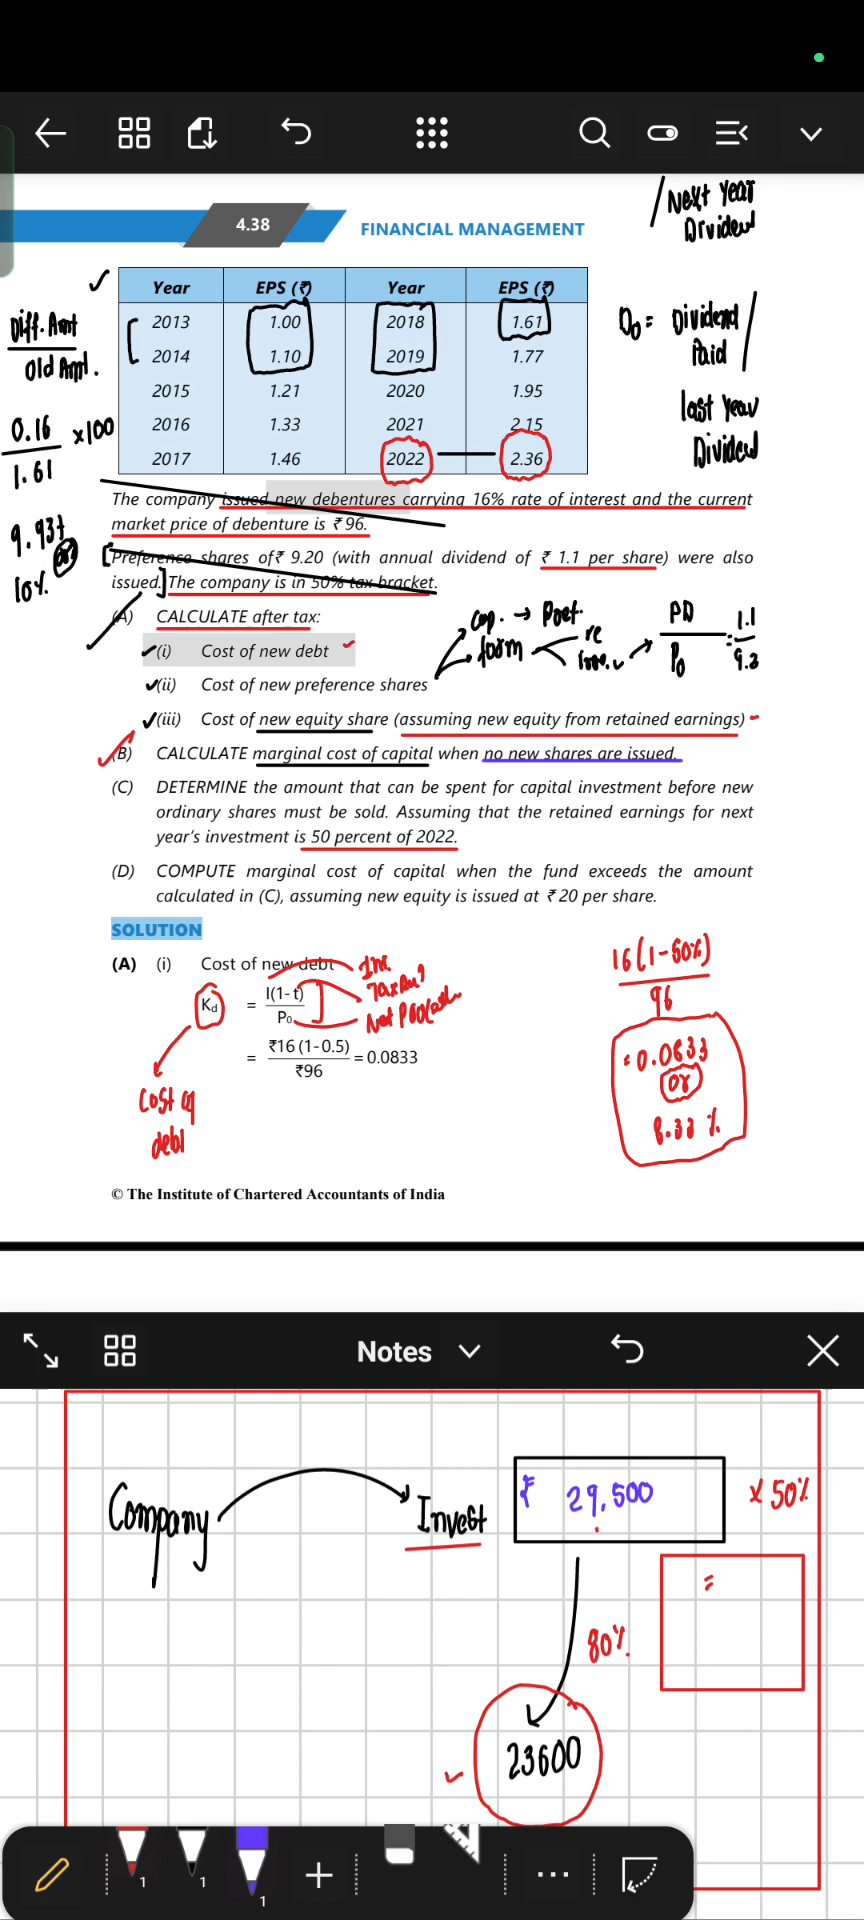 / Next Year
Dividend
4.38
FINANCIAL MANAGEMENT
Year EPS (₹) Year EPS (₹)
2013 1.00 2018 1.61
2014 1.10 2019 1.77
2015 1.21 2020 1.95
2016 1.33 2021 2.15
2017 1.46 2022 2.36
Diff. Amt
Old Amt.
0.16 x100
1.61
9.937
or
10%
D₀ = Dividend
Paid
last Year
Dividend
The company issued new debentures carrying 16% rate of interest and the current
market price of debenture is ₹ 96.
Preference shares of ₹ 9.20 (with annual dividend of ₹ 1.1 per share) were also
issued. The company is in 50% tax bracket.
(A) CALCULATE after tax:
(i) Cost of new debt
(ii) Cost of new preference shares
(iii) Cost of new equity share (assuming new equity from retained earnings)
Cap. → Pref.
form
re
PD
P₀
= 1.1
9.2
(B) CALCULATE marginal cost of capital when no new shares are issued.
(C) DETERMINE the amount that can be spent for capital investment before new
ordinary shares must be sold. Assuming that the retained earnings for next
year's investment is 50 percent of 2022.
(D) COMPUTE marginal cost of capital when the fund exceeds the amount
calculated in (C), assuming new equity is issued at ₹ 20 per share.
SOLUTION
(A) (i) Cost of new debt
Kd = I(1-t)
P₀
= ₹16 (1-0.5) = 0.0833
₹96
Int.
Cost of
debt
16(1-50%)
96
= 0.0833
or
8.33 %
© The Institute of Chartered Accountants of India
Notes
Company Invest ₹ 29,500 x 50%
=
80%
23600
1 1 1